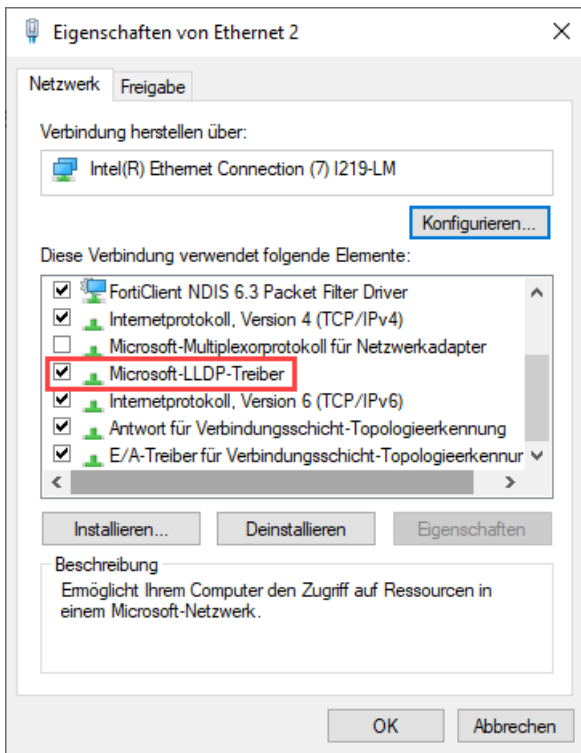 Eigenschaften von Ethernet 2
Netzwerk
Freigabe
Verbindung herstellen über:
Intel(R) Ethernet Connection (7) I219-LM
Konfigurieren...
Diese Verbindung verwendet folgende Elemente:
FortiClient NDIS 6.3 Packet Filter Driver
Internetprotokoll, Version 4 (TCP/IPv4)
Microsoft-Multiplexorprotokoll für Netzwerkadapter
Microsoft-LLDP-Treiber
Internetprotokoll, Version 6 (TCP/IPv6)
Antwort für Verbindungsschicht-Topologieerkennung
E/A-Treiber für Verbindungsschicht-Topologieerkennur
Installieren...
Deinstallieren
Eigenschaften
Beschreibung
Ermöglicht Ihrem Computer den Zugriff auf Ressourcen in
einem Microsoft-Netzwerk.
OK
Abbrechen